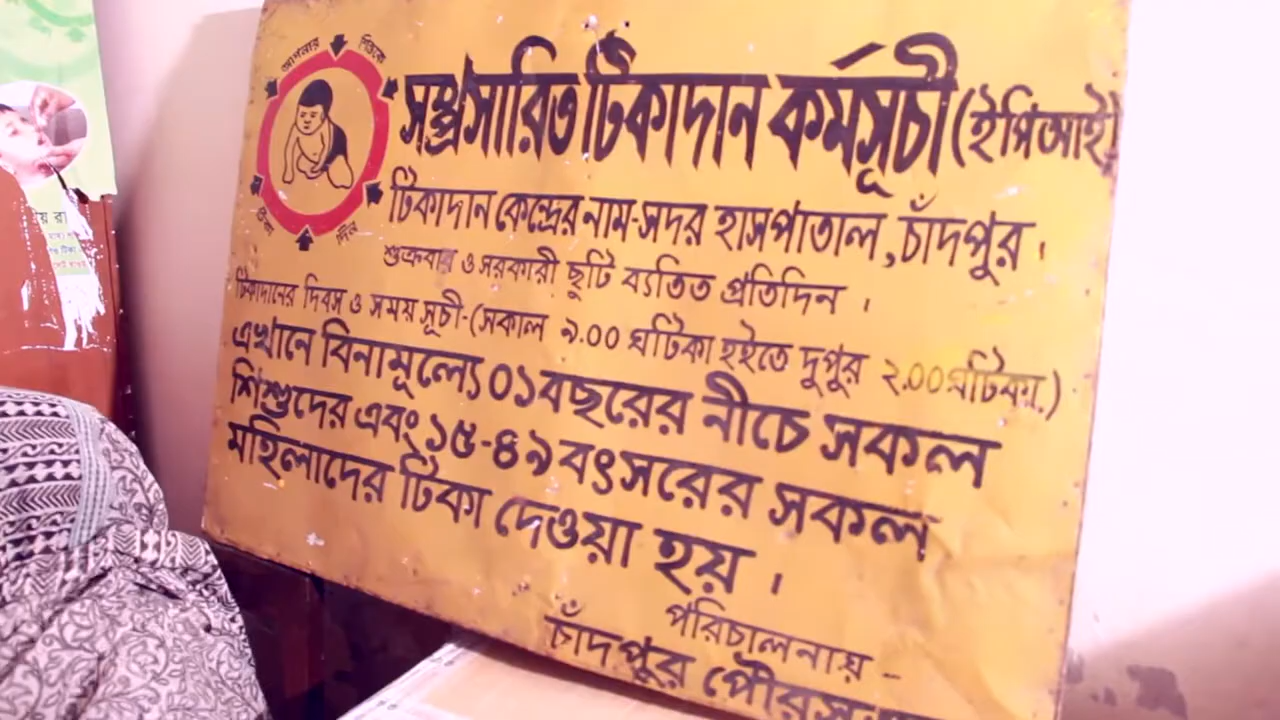 আপনার শিশুকে টিকা দিন
সম্প্রসারিত টিকাদান কর্মসূচী (ইপিআই)
টিকাদান কেন্দ্রের নাম-সদর হাসপাতাল, চাঁদপুর।
শুক্রবার ও সরকারী ছুটি ব্যতিত প্রতিদিন ।
টিকাদানের দিবস ও সময় সূচী-(সকাল ৯.০০ ঘটিকা হইতে দুপুর ২.০০ ঘটিকা.)
এখানে বিনামূল্যে ০১ বছরের নীচে সকল
শিশুদের এবং ১৫-৪৯ বৎসরের সকল
মহিলাদের টিকা দেওয়া হয় ।
পরিচালনায় -
চাঁদপুর